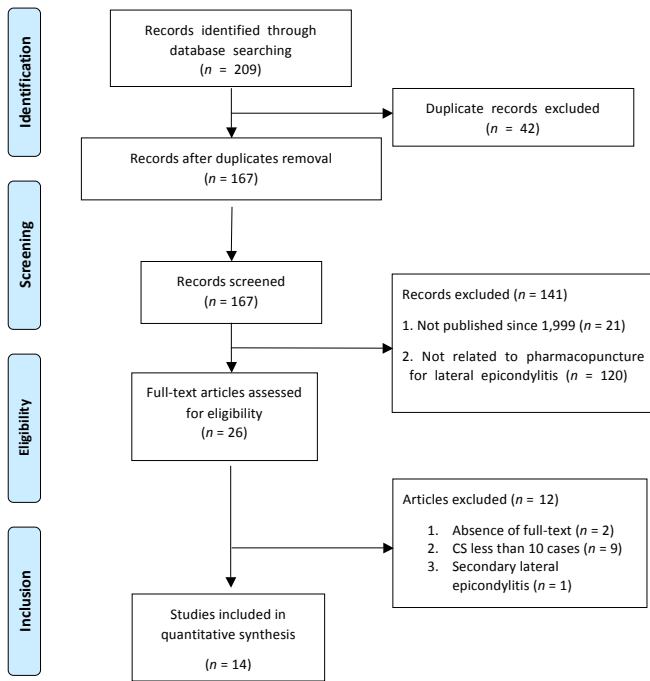 Identification
Records identified through
database searching
(n = 209)
Duplicate records excluded
(n = 42)
Records after duplicates removal
(n = 167)
Screening
Records screened
(n = 167)
Records excluded (n = 141)
1. Not published since 1,999 (n = 21)
2. Not related to pharmacopuncture
for lateral epicondylitis (n = 120)
Eligibility
Full-text articles assessed
for eligibility
(n = 26)
Articles excluded (n = 12)
1. Absence of full-text (n = 2)
2. CS less than 10 cases (n = 9)
3. Secondary lateral
epicondylitis (n = 1)
Inclusion
Studies included in
quantitative synthesis
(n = 14)